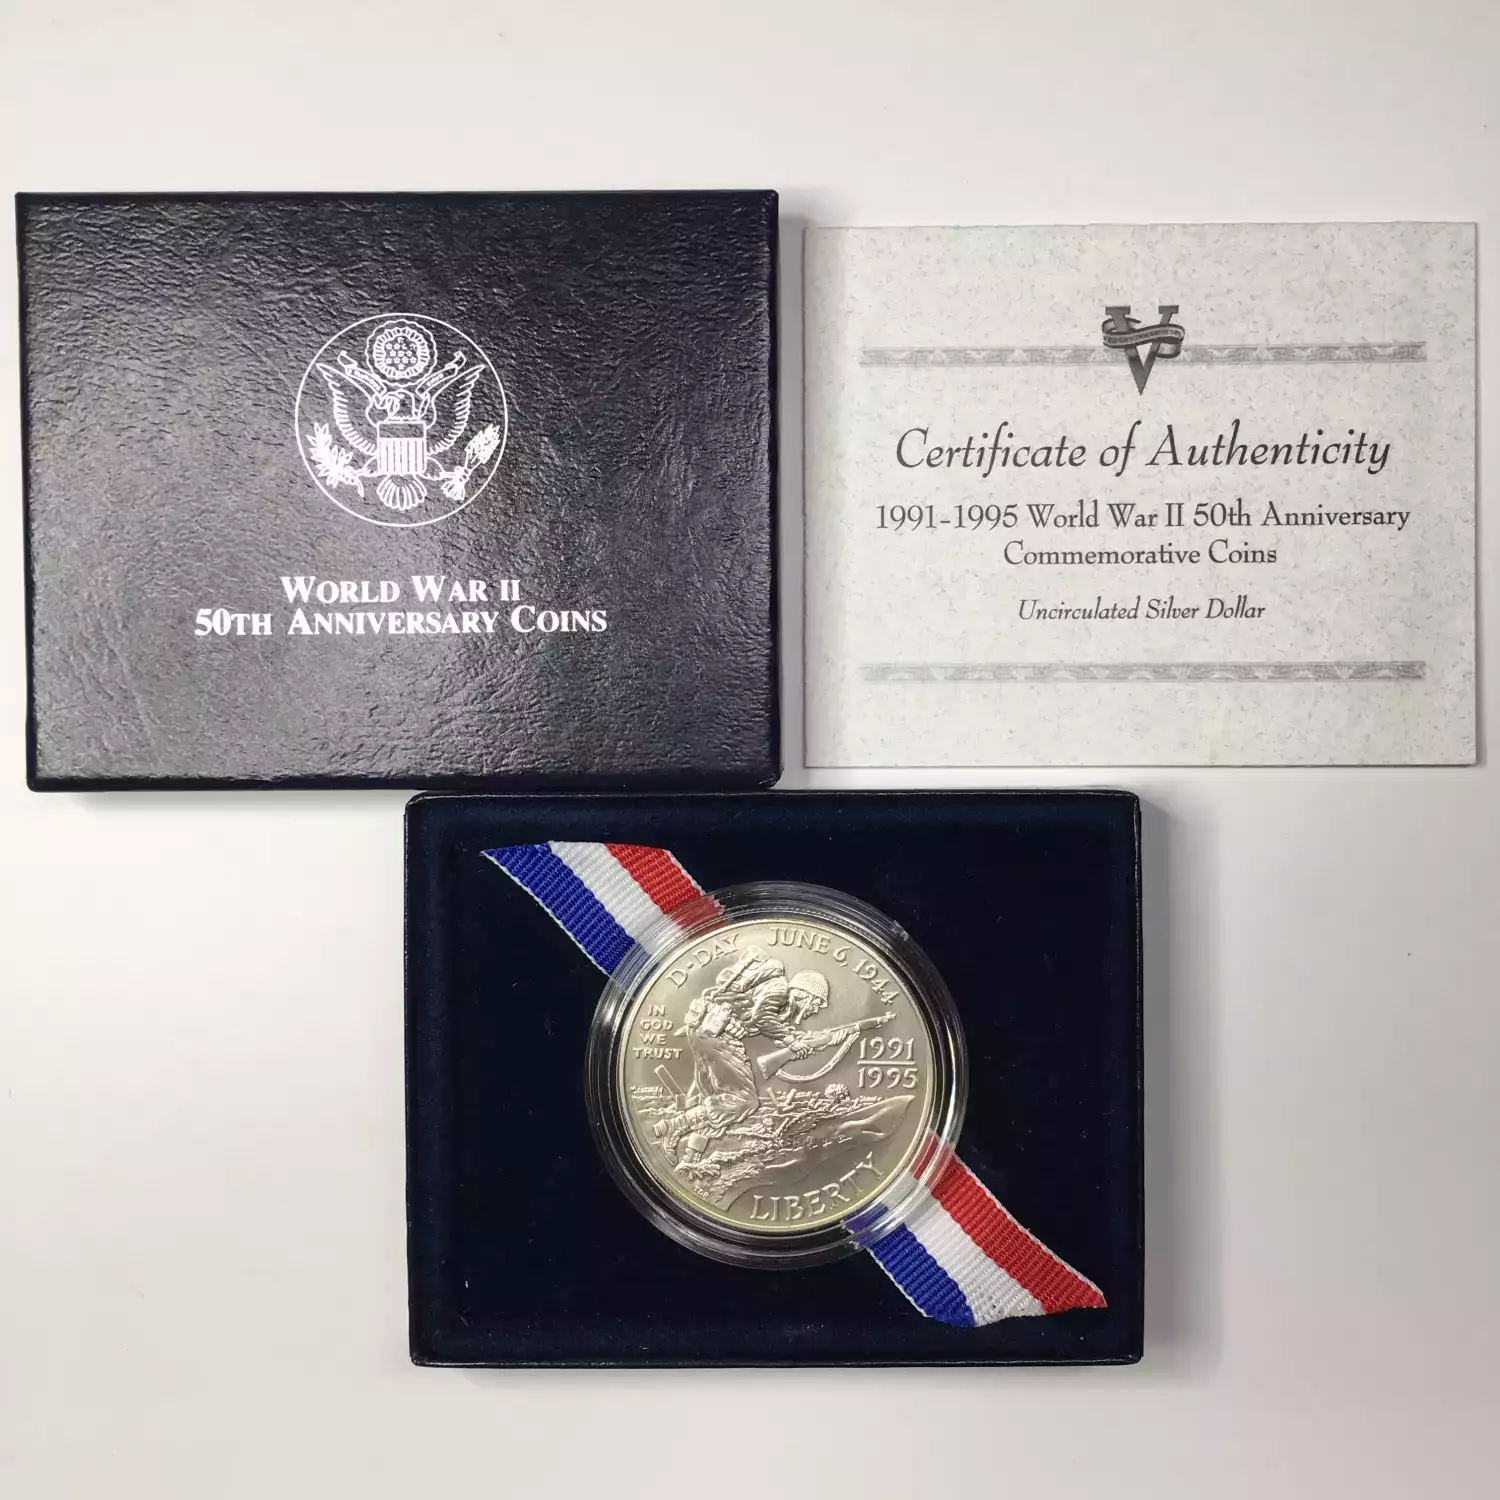 WORLD WAR II
50TH ANNIVERSARY COINS
Certificate of Authenticity
1991-1995 World War II 50th Anniversary
Commemorative Coins
Uncirculated Silver Dollar
D-DAY JUNE 6, 1944
IN
GOD
WE
TRUST
1991
1995
LIBERTY